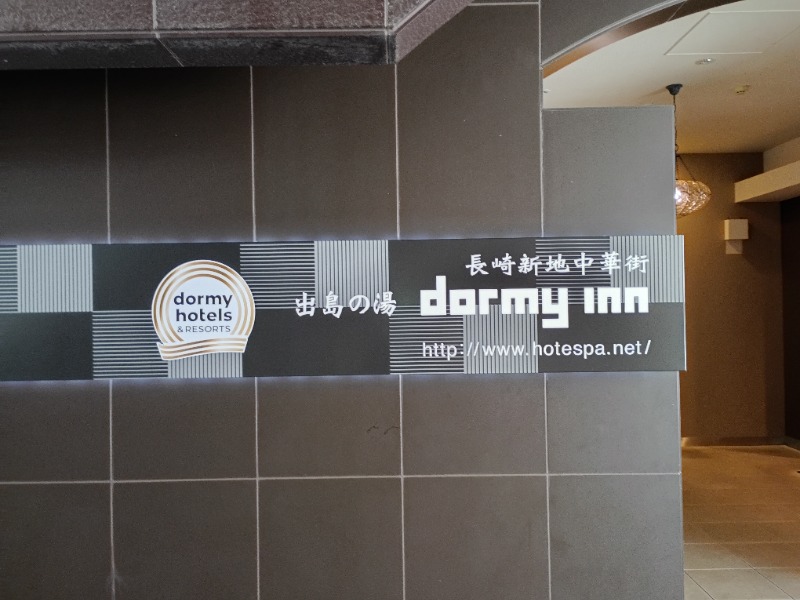 dormy
hotels
& RESORTS
出島の湯
長崎新地中華街
dormy inn
http://www.hotespa.net/